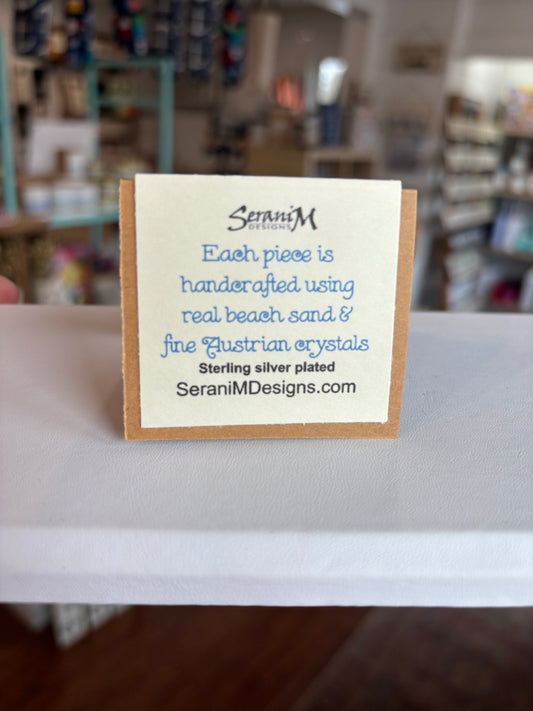 SeraniM
DESIGNS
Each piece is
handcrafted using
real beach sand &
fine Austrian crystals
Sterling silver plated
SeraniMDesigns.com